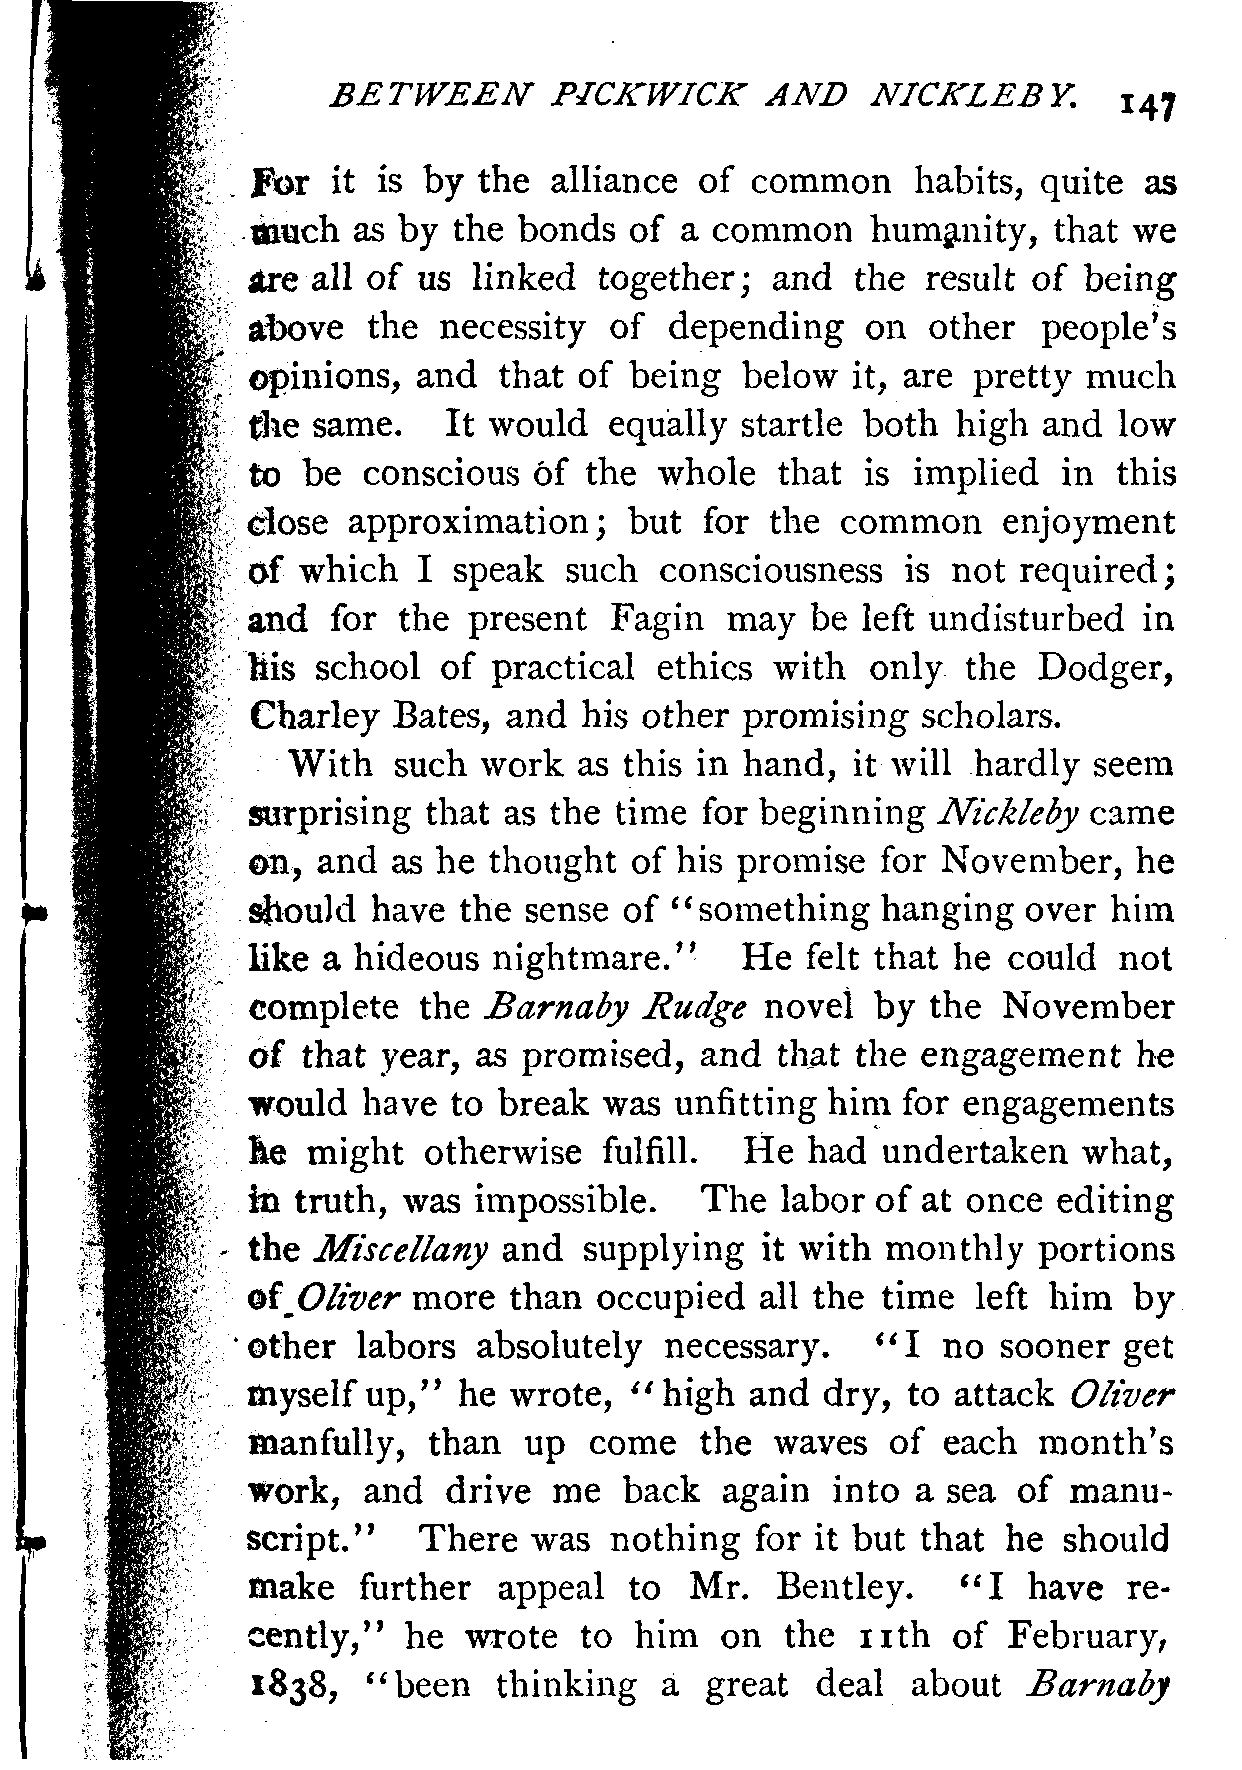 BETWEEN PICKWICK AND NICKLEBY. 147
For it is by the alliance of common habits, quite as
much as by the bonds of a common humanity, that we
are all of us linked together; and the result of being
above the necessity of depending on other people's
opinions, and that of being below it, are pretty much
the same. It would equally startle both high and low
to be conscious of the whole that is implied in this
close approximation; but for the common enjoyment
of which I speak such consciousness is not required;
and for the present Fagin may be left undisturbed in
his school of practical ethics with only the Dodger,
Charley Bates, and his other promising scholars.
With such work as this in hand, it will hardly seem
surprising that as the time for beginning Nickleby came
on, and as he thought of his promise for November, he
should have the sense of "something hanging over him
like a hideous nightmare." He felt that he could not
complete the Barnaby Rudge novel by the November
of that year, as promised, and that the engagement he
would have to break was unfitting him for engagements
he might otherwise fulfill. He had undertaken what,
in truth, was impossible. The labor of at once editing
the Miscellany and supplying it with monthly portions
of Oliver more than occupied all the time left him by
other labors absolutely necessary. "I no sooner get
myself up," he wrote, "high and dry, to attack Oliver
manfully, than up come the waves of each month's
work, and drive me back again into a sea of manu-
script." There was nothing for it but that he should
make further appeal to Mr. Bentley. "I have re-
cently," he wrote to him on the 11th of February,
1838, "been thinking a great deal about Barnaby